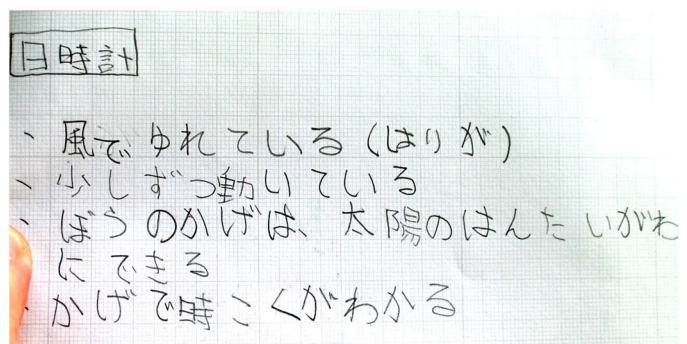 日時計
、風でゆれている(はりが)
、少しずつ動いている
、ぼうのかげは、太陽のはんたいがわ
にできる
、かげで時こくがわかる